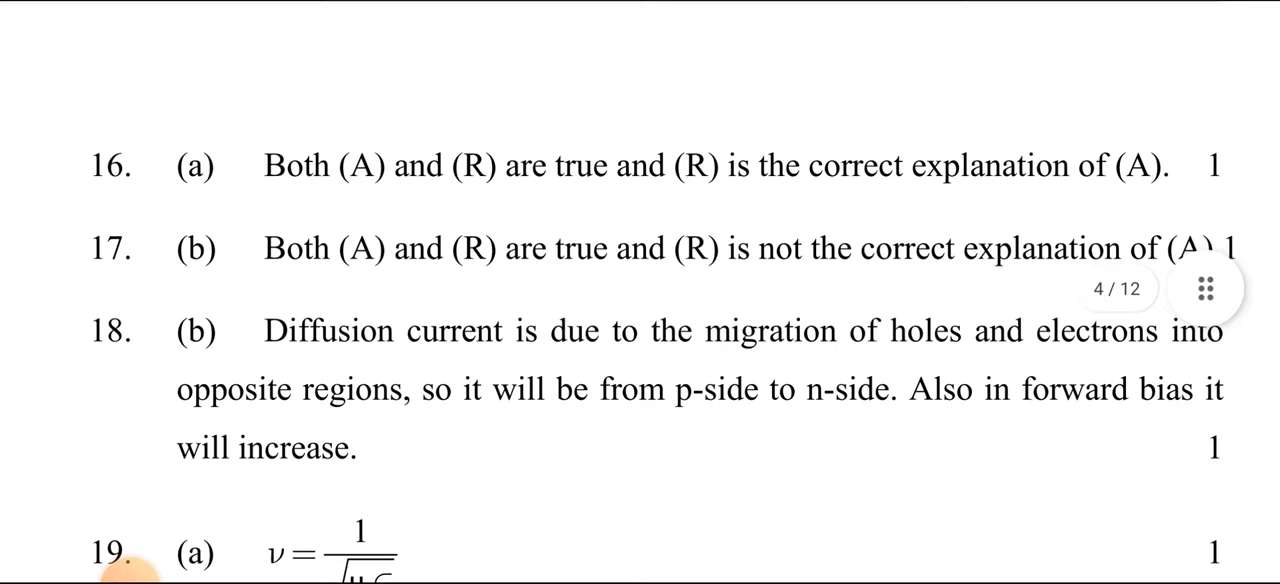 16. (a) Both (A) and (R) are true and (R) is the correct explanation of (A). 1
17. (b) Both (A) and (R) are true and (R) is not the correct explanation of (A) 1
4 / 12
18. (b) Diffusion current is due to the migration of holes and electrons into
opposite regions, so it will be from p-side to n-side. Also in forward bias it
will increase. 1
19. (a) ν = 1 1